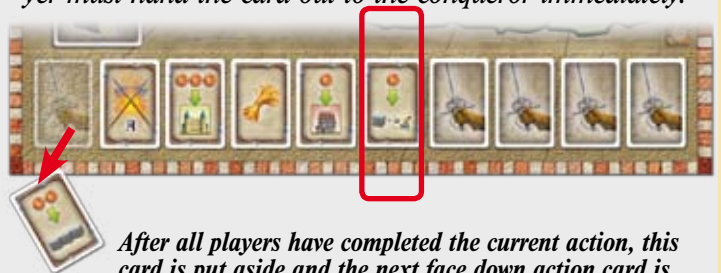 yer must hand the card out to the conqueror immediately.
After all players have completed the current action, this
card is put aside and the next face down action card is